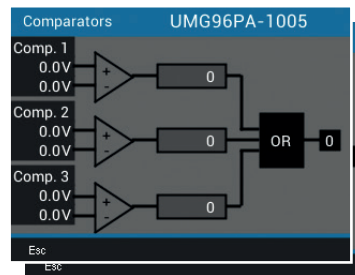 Comparators UMG96PA-1005
Comp. 1
0.0V
0.0V
+
-
0
Comp. 2
0.0V
0.0V
+
-
0
OR
0
Comp. 3
0.0V
0.0V
+
-
0
Esc
Esc